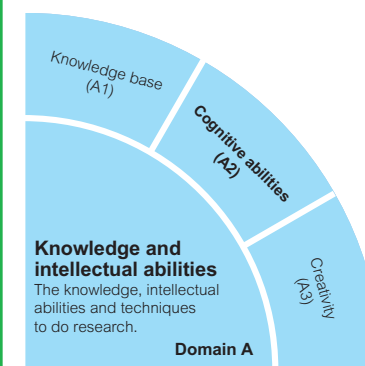 Knowledge base
(A1)
Cognitive abilities
(A2)
Creativity
(A3)
Knowledge and
intellectual abilities
The knowledge, intellectual
abilities and techniques
to do research.
Domain A